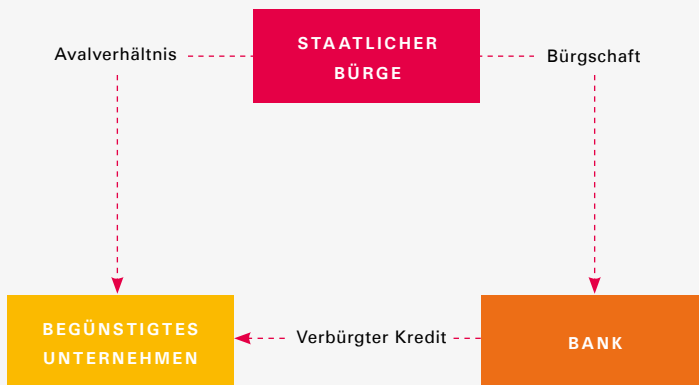 Avalverhältnis
STAATLICHER
BÜRGE
Bürgschaft
BEGÜNSTIGTES
UNTERNEHMEN
Verbürgter Kredit
BANK